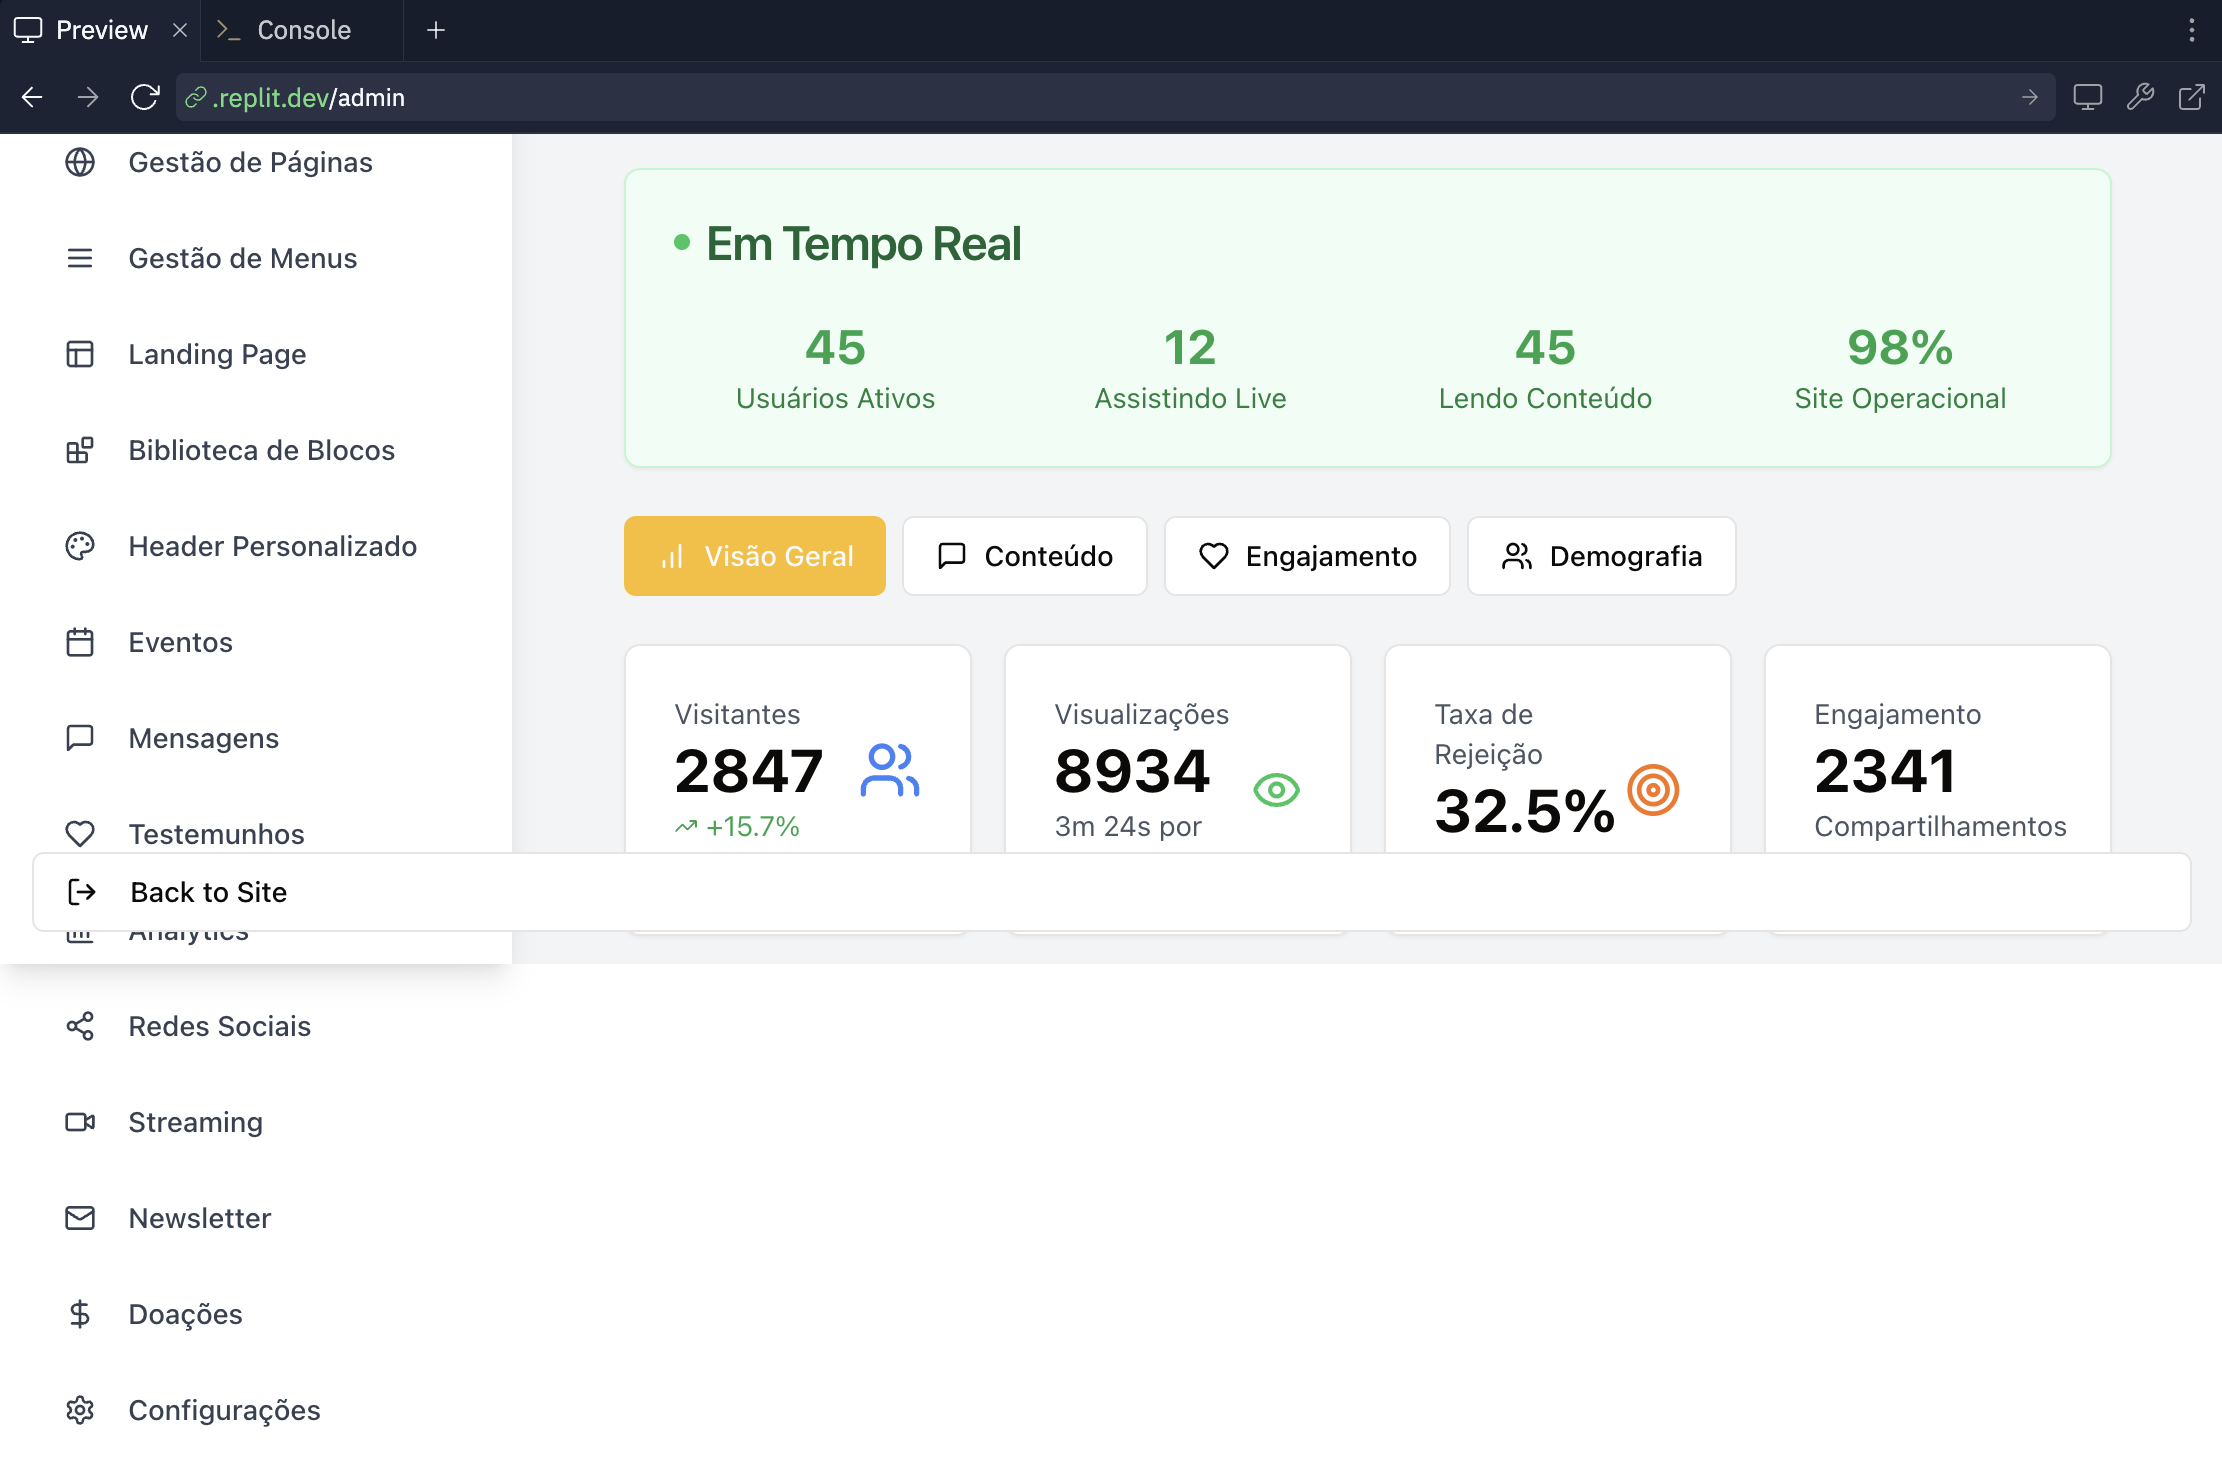 Preview
Console
.replit.dev/admin
Gestão de Páginas
Gestão de Menus
Landing Page
Biblioteca de Blocos
Header Personalizado
Eventos
Mensagens
Testemunhos
Back to Site
Analytics
Redes Sociais
Streaming
Newsletter
Doações
Configurações
Em Tempo Real
45
Usuários Ativos
12
Assistindo Live
45
Lendo Conteúdo
98%
Site Operacional
Visão Geral
Conteúdo
Engajamento
Demografia
Visitantes
2847
+15.7%
Visualizações
8934
3m 24s por
Taxa de
Rejeição
32.5%
Engajamento
2341
Compartilhamentos